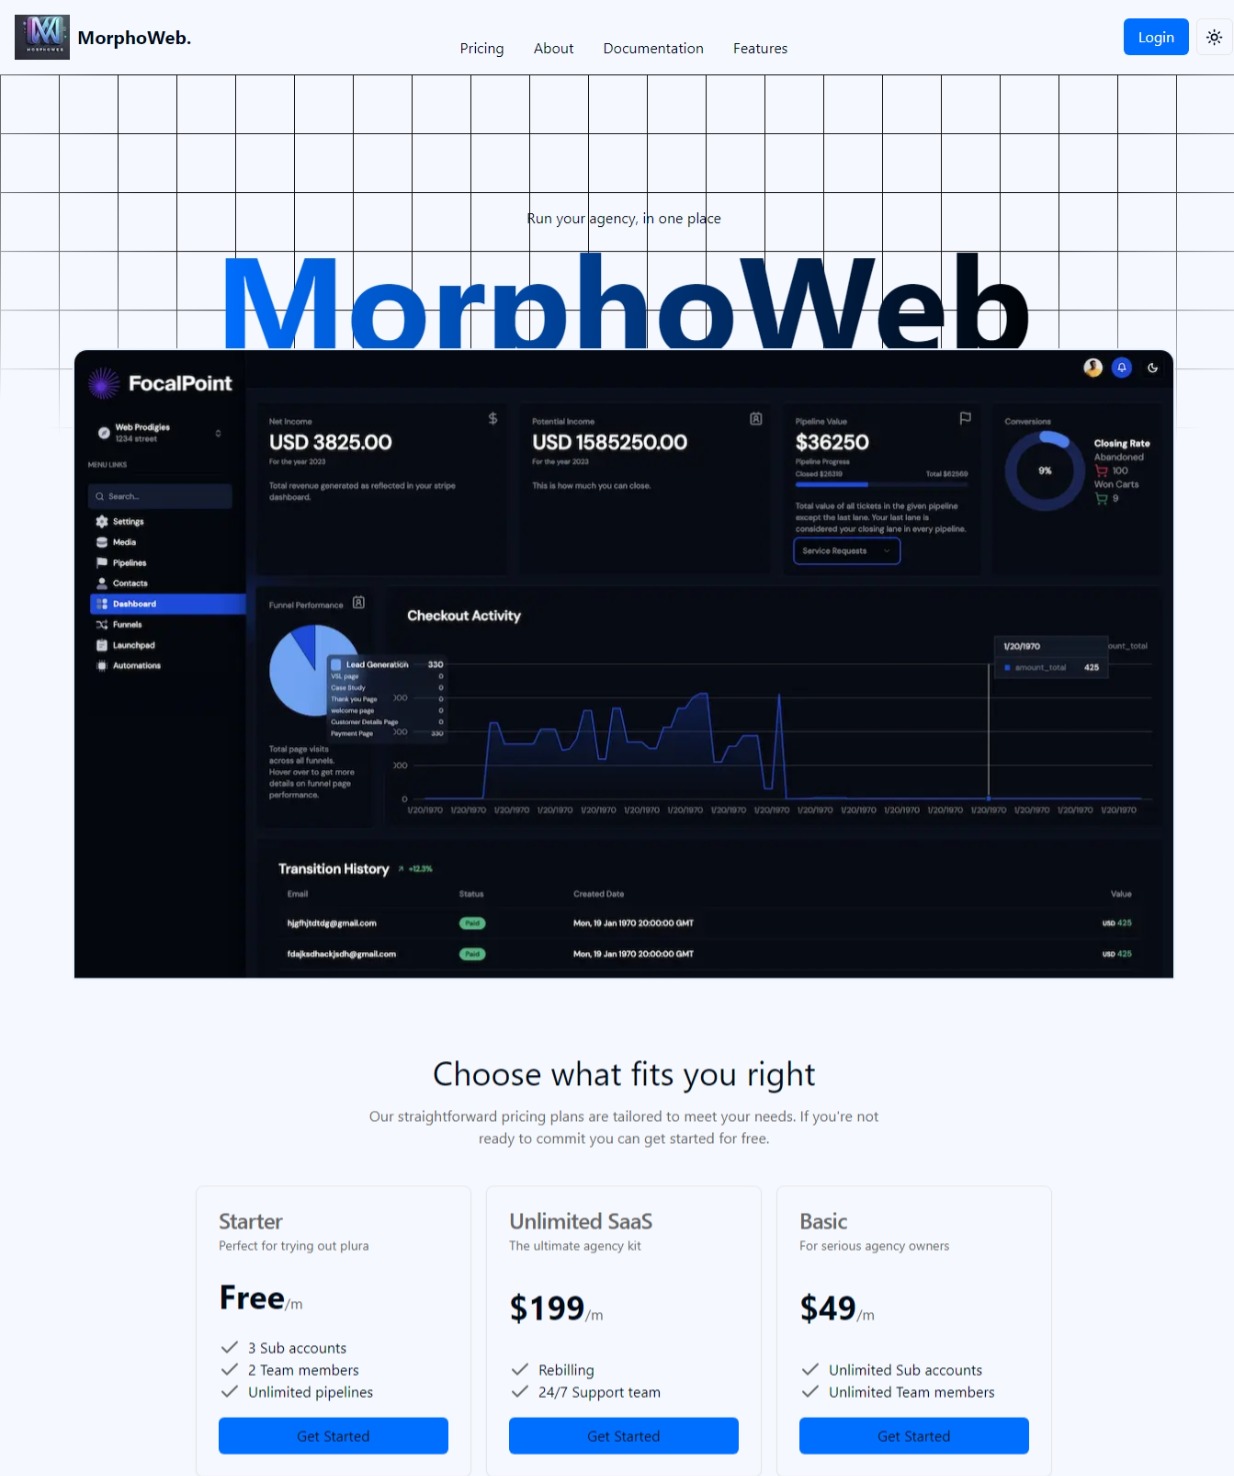 MORPHOWEB
MorphoWeb.
Pricing About Documentation Features
Login
Run your agency, in one place
MorphoWeb
FocalPoint
Web Prodigies
1234 street
MENU LINKS
Search...
Settings
Media
Pipelines
Contacts
Dashboard
Funnels
Launchpad
Automations
Net Income
$
USD 3825.00
For the year 2023
Total revenue generated as reflected in your stripe
dashboard.
Potential Income
USD 1585250.00
For the year 2023
This is how much you can close.
Pipeline Value
$36250
Pipeline Progress
Closed $26319 Total $62569
Total value of all tickets in the given pipeline
except the last lane. Your last lane is
considered your closing lane in every pipeline.
Service Requests
Conversions
9%
Closing Rate
Abandoned
100
Won Carts
9
Funnel Performance
Lead Generation 330
VSL page 0
Case Study 0
Thank you Page 0
welcome page 0
Customer Details Page 0
Payment Page 330
Total page visits
across all funnels.
Hover over to get more
details on funnel page
performance.
Checkout Activity
1/20/1970
amount_total 425
ount_total
000
000
000
0
1/20/1970 1/20/1970 1/20/1970 1/20/1970 1/20/1970 1/20/1970 1/20/1970 1/20/1970 1/20/1970 1/20/1970 1/20/1970 1/20/1970 1/20/1970 1/20/1970 1/20/1970 1/20/1970 1/20/1970
Transition History +12.3%
Email Status Created Date Value
hjgfhjtdtdg@gmail.com Paid Mon, 19 Jan 1970 20:00:00 GMT USD 425
fdajksdhackjsdh@gmail.com Paid Mon, 19 Jan 1970 20:00:00 GMT USD 425
Choose what fits you right
Our straightforward pricing plans are tailored to meet your needs. If you're not
ready to commit you can get started for free.
Starter
Perfect for trying out plura
Free/m
3 Sub accounts
2 Team members
Unlimited pipelines
Get Started
Unlimited SaaS
The ultimate agency kit
$199/m
Rebilling
24/7 Support team
Get Started
Basic
For serious agency owners
$49/m
Unlimited Sub accounts
Unlimited Team members
Get Started